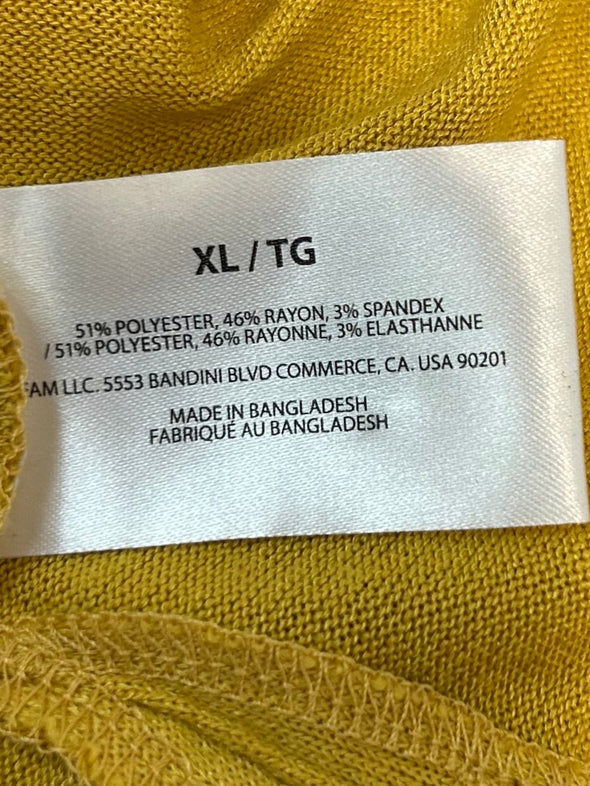 XL / TG
51% POLYESTER, 46% RAYON, 3% SPANDEX
/ 51% POLYESTER, 46% RAYONNE, 3% ELASTHANNE
LLC. 5553 BANDINI BLVD COMMERCE, CA. USA 90201
MADE IN BANGLADESH
FABRIQUÉ AU BANGLADESH